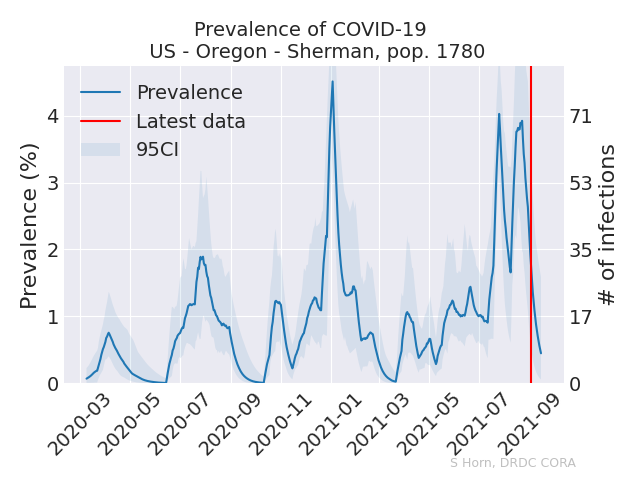 Prevalence of COVID-19
US - Oregon - Sherman, pop. 1780
Prevalence
Latest data
95CI
Prevalence (%)
4
3
2
1
0
71
53
35
17
0
# of infections
2020-03
2020-05
2020-07
2020-09
2020-11
2021-01
2021-03
2021-05
2021-07
2021-09
S Horn, DRDC CORA